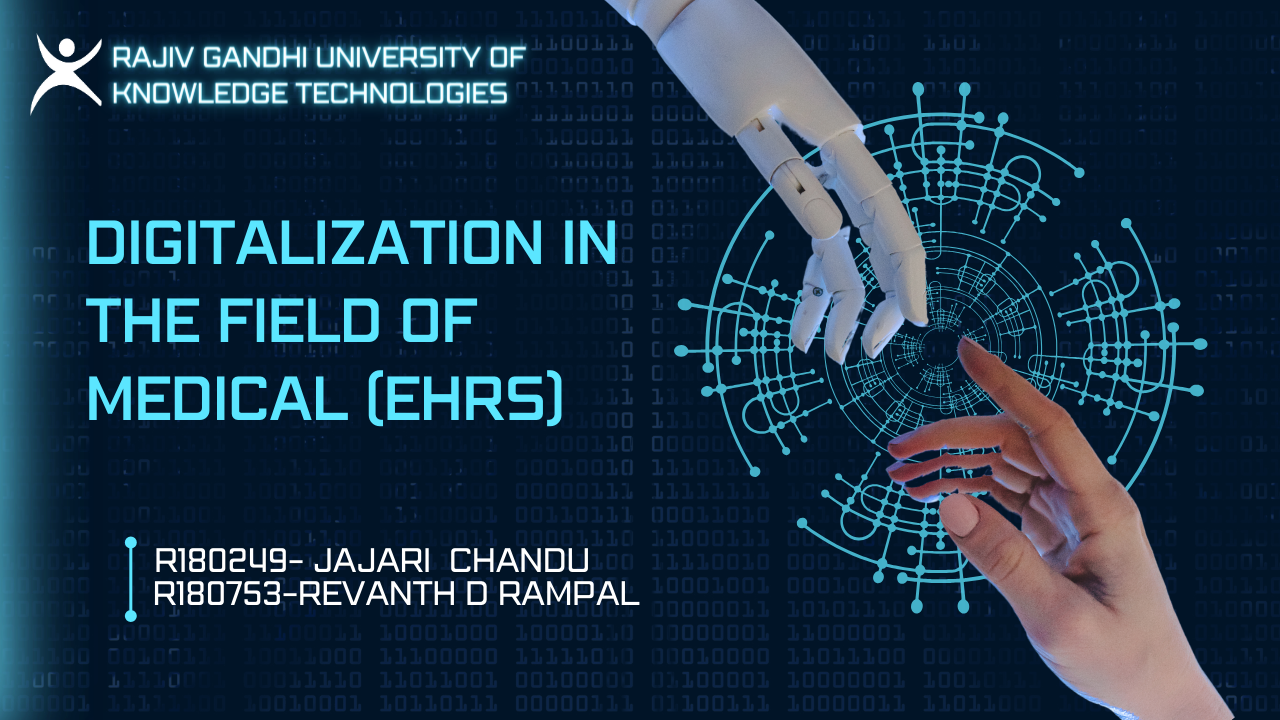 RAJIV GANDHI UNIVERSITY OF
KNOWLEDGE TECHNOLOGIES
DIGITALIZATION IN
THE FIELD OF
MEDICAL (EHRS)
R180249- JAJARI CHANDU
R180753-REVANTH D RAMPAL